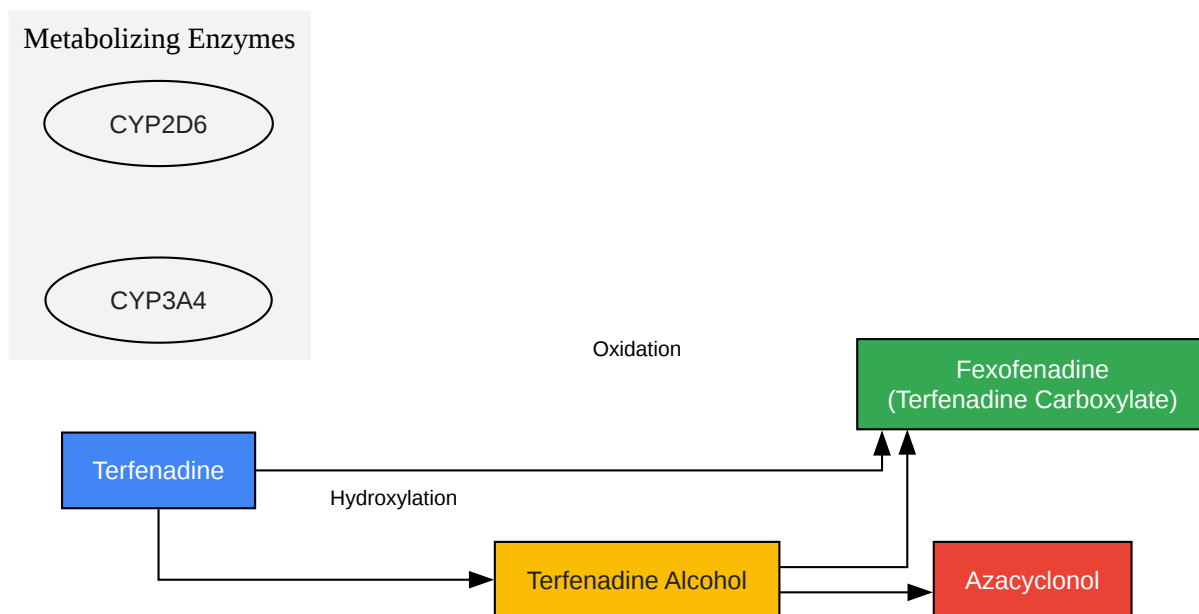 Metabolizing Enzymes
CYP2D6
CYP3A4
Oxidation
Fexofenadine
(Terfenadine Carboxylate)
Terfenadine
Hydroxylation
Terfenadine Alcohol
Azacyclonol